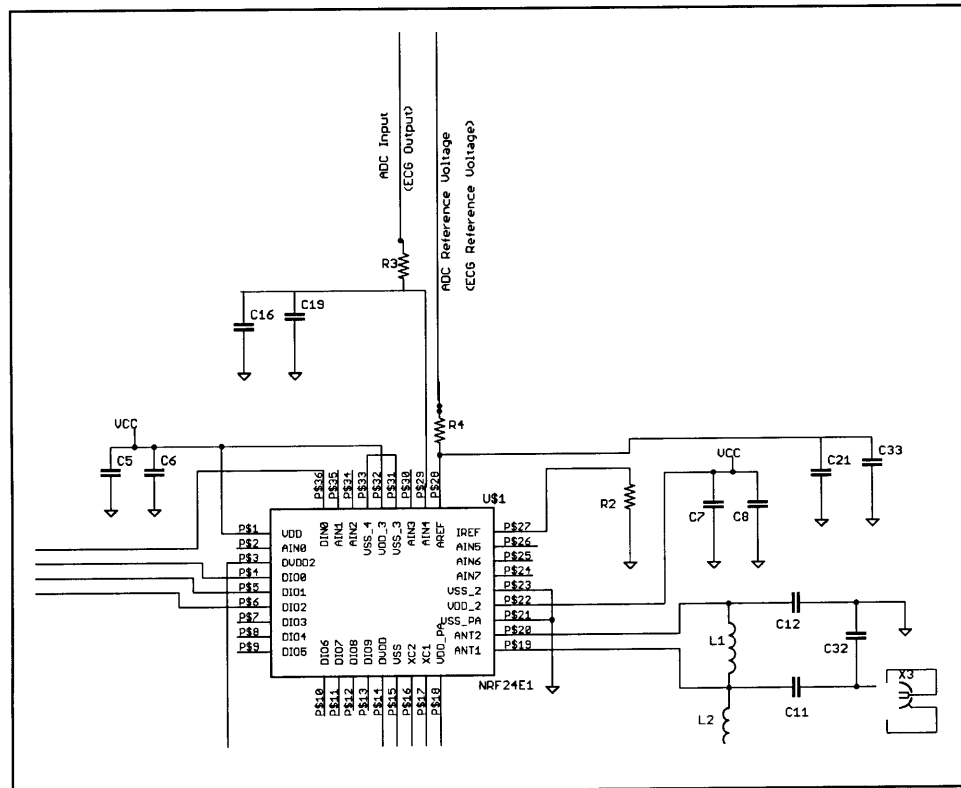 ADC Input
(ECG Output)
ADC Reference Voltage
(ECG Reference Voltage)
R3
C16
C19
R4
VCC
C5
C6
C21
C33
VCC
C7
C8
R2
U$1
P$36
P$35
P$34
P$33
P$32
P$31
P$30
P$29
P$28
DIN0
AIN1
AIN2
VSS_4
VDD_3
VSS_3
AIN3
AIN4
AREF
P$1
P$2
P$3
P$4
P$5
P$6
P$7
P$8
P$9
VDD
AIN0
DVDD2
DIO0
DIO1
DIO2
DIO3
DIO4
DIO5
IREF
AIN5
AIN6
AIN7
VSS_2
VDD_2
VSS_PA
ANT2
ANT1
P$27
P$26
P$25
P$24
P$23
P$22
P$21
P$20
P$19
DIO6
DIO7
DIO8
DIO9
DVDD
VSS
XC2
XC1
VDD_PA
P$10
P$11
P$12
P$13
P$14
P$15
P$16
P$17
P$18
NRF24E1
L1
C12
C32
X3
L2
C11